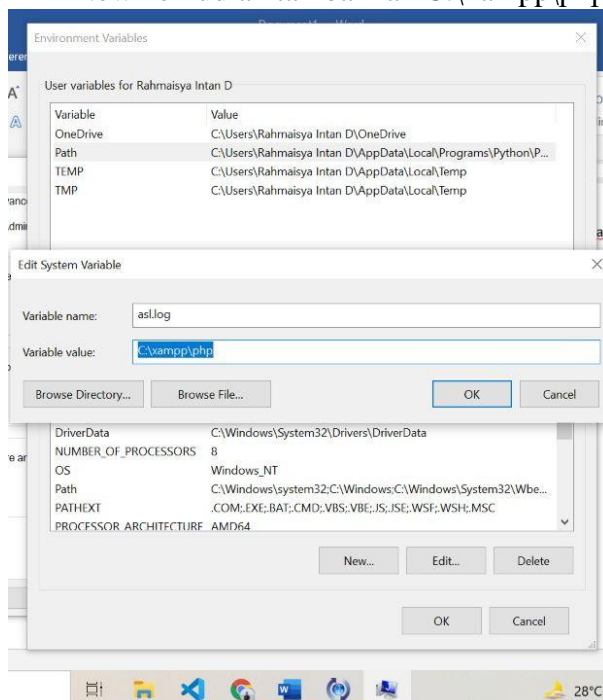 Environment Variables
User variables for Rahmaisya Intan D
Variable Value
OneDrive C:\Users\Rahmaisya Intan D\OneDrive
Path C:\Users\Rahmaisya Intan D\AppData\Local\Programs\Python\P...
TEMP C:\Users\Rahmaisya Intan D\AppData\Local\Temp
TMP C:\Users\Rahmaisya Intan D\AppData\Local\Temp
Edit System Variable
Variable name: asl.log
Variable value: C:\xampp\php
Browse Directory... Browse File... OK Cancel
DriverData C:\Windows\System32\Drivers\DriverData
NUMBER_OF_PROCESSORS 8
OS Windows_NT
Path C:\Windows\system32;C:\Windows;C:\Windows\System32\Wbe...
PATHEXT .COM;.EXE;.BAT;.CMD;.VBS;.VBE;.JS;.JSE;.WSF;.WSH;.MSC
PROCESSOR_ARCHITECTURE AMD64
New... Edit... Delete
OK Cancel
28°C